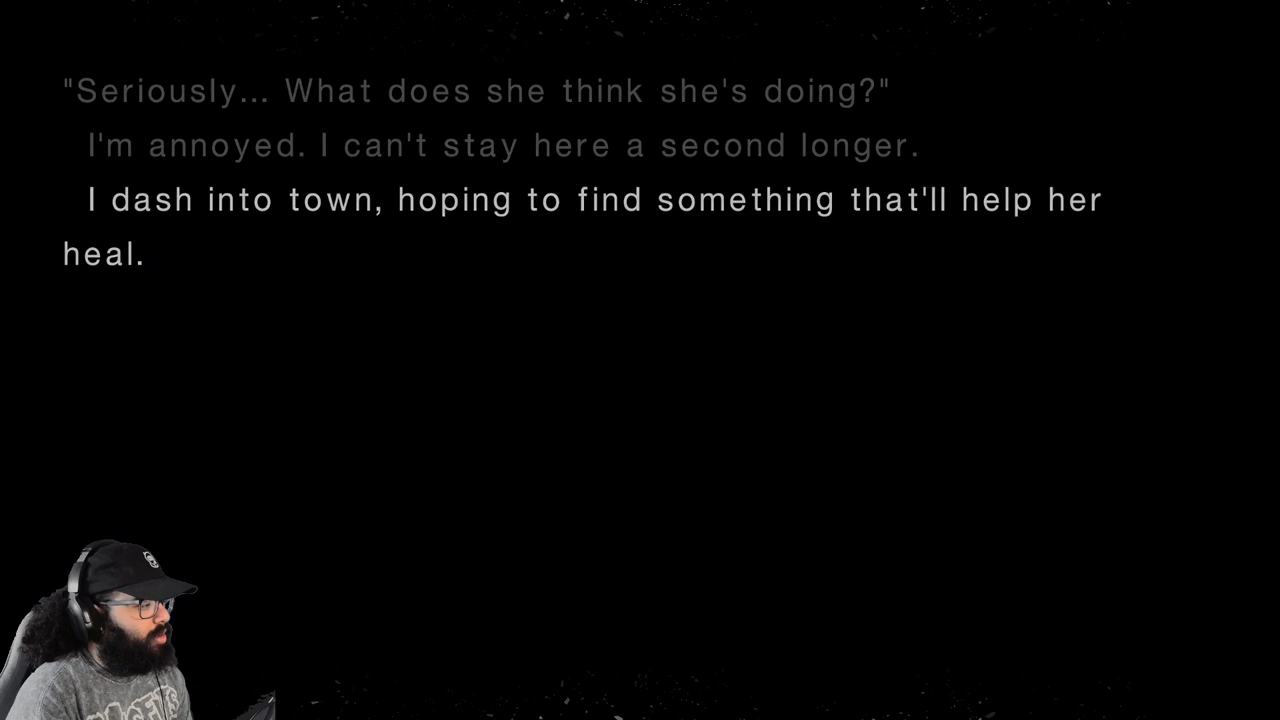 "Seriously... What does she think she's doing?"
I'm annoyed. I can't stay here a second longer.
I dash into town, hoping to find something that'll help her
heal.